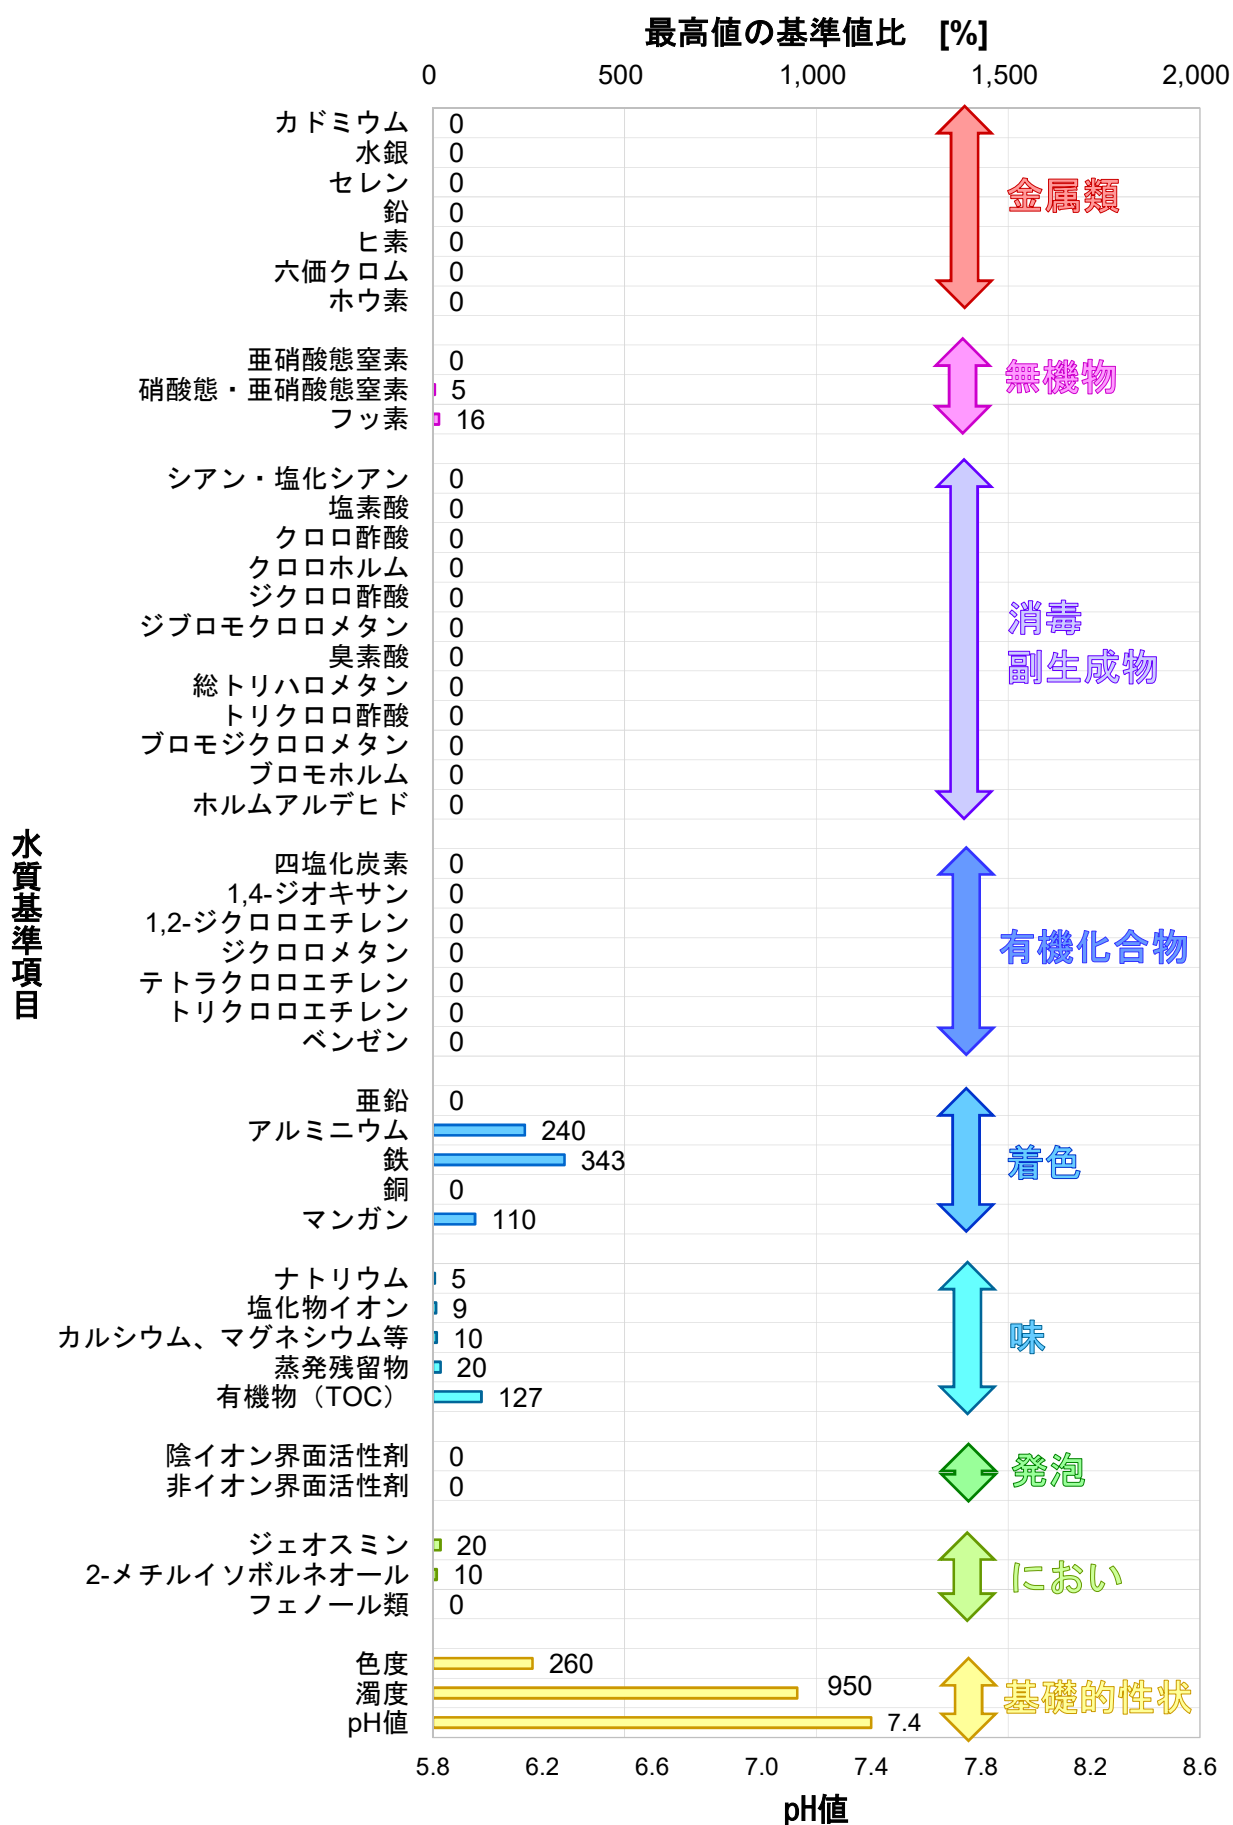 最高値の基準値比　[%]
0 500 1,000 1,500 2,000
カドミウム 0
水銀 0
セレン 0
鉛 0
ヒ素 0
六価クロム 0
ホウ素 0
金属類
亜硝酸態窒素 0
硝酸態・亜硝酸態窒素 5
フッ素 16
無機物
シアン・塩化シアン 0
塩素酸 0
クロロ酢酸 0
クロロホルム 0
ジクロロ酢酸 0
ジブロモクロロメタン 0
臭素酸 0
総トリハロメタン 0
トリクロロ酢酸 0
ブロモジクロロメタン 0
ブロモホルム 0
ホルムアルデヒド 0
消毒
副生成物
水質基準項目
四塩化炭素 0
1,4-ジオキサン 0
1,2-ジクロロエチレン 0
ジクロロメタン 0
テトラクロロエチレン 0
トリクロロエチレン 0
ベンゼン 0
有機化合物
亜鉛 0
アルミニウム 240
鉄 343
銅 0
マンガン 110
着色
ナトリウム 5
塩化物イオン 9
カルシウム、マグネシウム等 10
蒸発残留物 20
有機物（TOC） 127
味
陰イオン界面活性剤 0
非イオン界面活性剤 0
発泡
ジェオスミン 20
2-メチルイソボルネオール 10
フェノール類 0
におい
色度 260
濁度 950
pH値 7.4
基礎的性状
5.8 6.2 6.6 7.0 7.4 7.8 8.2 8.6
pH値